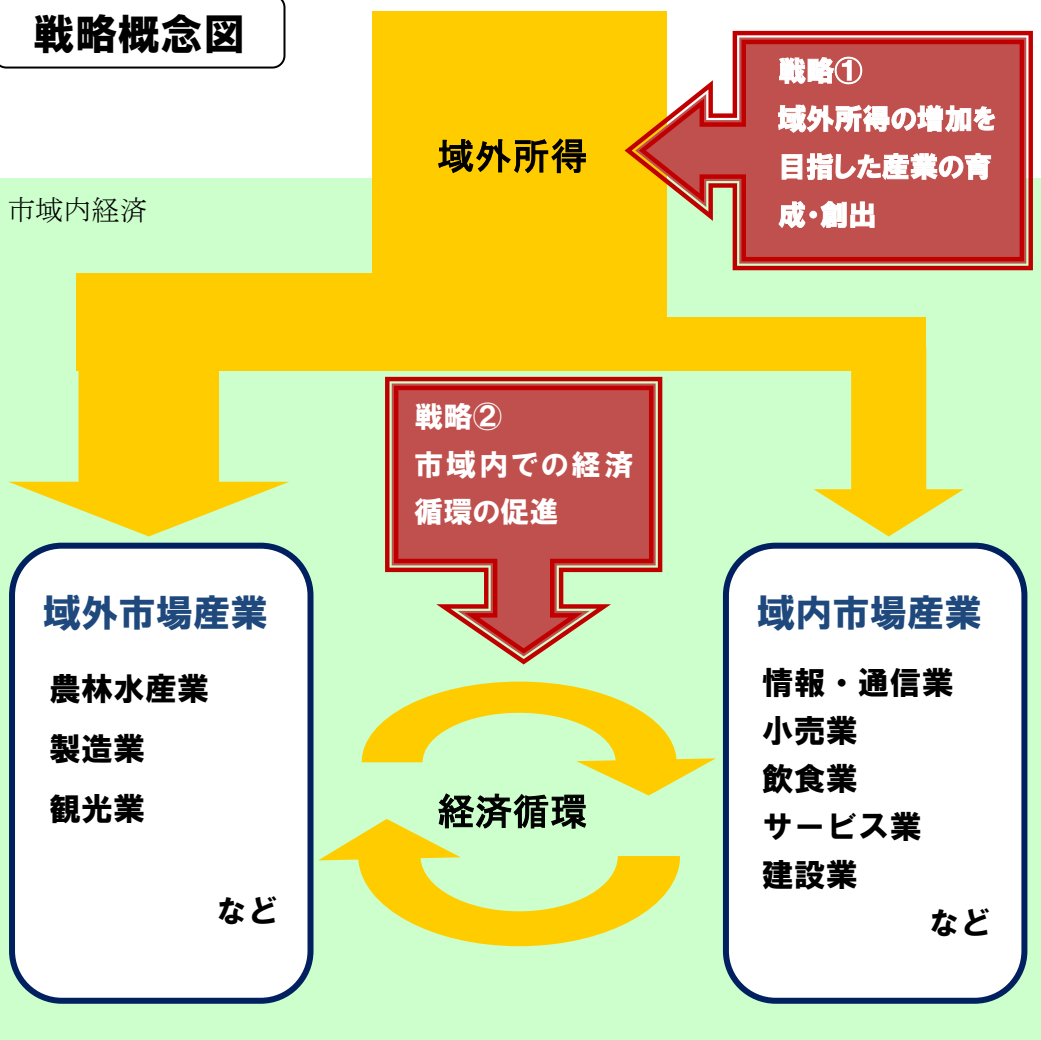 戦略概念図
戦略①
域外所得の増加を
目指した産業の育
成・創出
域外所得
市域内経済
戦略②
市域内での経済
循環の促進
域外市場産業
農林水産業
製造業
観光業
など
経済循環
域内市場産業
情報・通信業
小売業
飲食業
サービス業
建設業
など